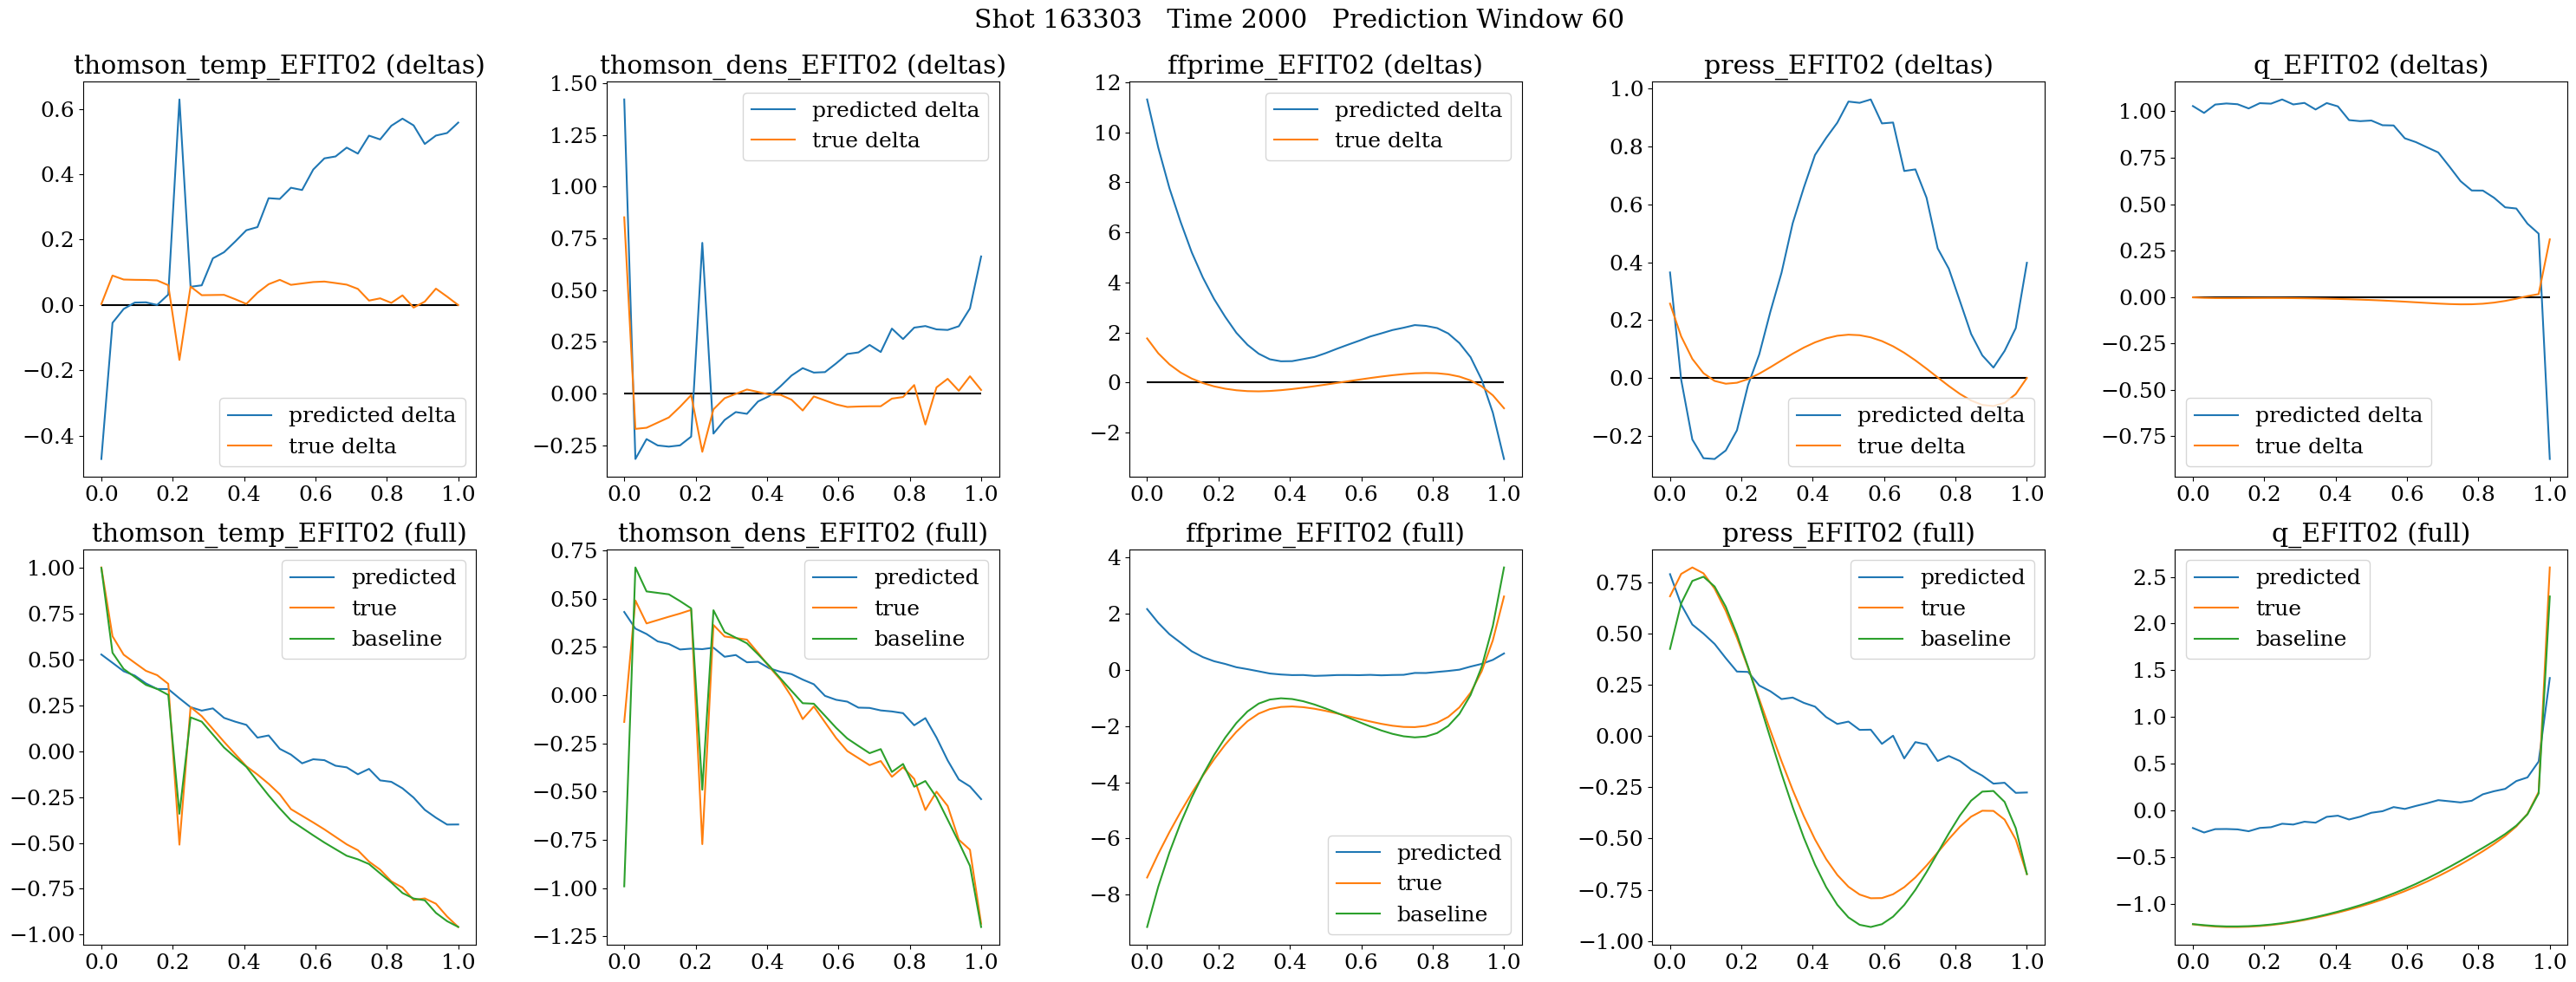 Shot 163303   Time 2000   Prediction Window 60
thomson_temp_EFIT02 (deltas)
0.6
0.4
0.2
0.0
−0.2
−0.4
predicted delta
true delta
0.0 0.2 0.4 0.6 0.8 1.0
thomson_dens_EFIT02 (deltas)
1.50
1.25
1.00
0.75
0.50
0.25
0.00
−0.25
predicted delta
true delta
0.0 0.2 0.4 0.6 0.8 1.0
ffprime_EFIT02 (deltas)
12
10
8
6
4
2
0
−2
predicted delta
true delta
0.0 0.2 0.4 0.6 0.8 1.0
press_EFIT02 (deltas)
1.0
0.8
0.6
0.4
0.2
0.0
−0.2
predicted delta
true delta
0.0 0.2 0.4 0.6 0.8 1.0
q_EFIT02 (deltas)
1.00
0.75
0.50
0.25
0.00
−0.25
−0.50
−0.75
predicted delta
true delta
0.0 0.2 0.4 0.6 0.8 1.0
thomson_temp_EFIT02 (full)
1.00
0.75
0.50
0.25
0.00
−0.25
−0.50
−0.75
−1.00
predicted
true
baseline
0.0 0.2 0.4 0.6 0.8 1.0
thomson_dens_EFIT02 (full)
0.75
0.50
0.25
0.00
−0.25
−0.50
−0.75
−1.00
−1.25
predicted
true
baseline
0.0 0.2 0.4 0.6 0.8 1.0
ffprime_EFIT02 (full)
4
2
0
−2
−4
−6
−8
predicted
true
baseline
0.0 0.2 0.4 0.6 0.8 1.0
press_EFIT02 (full)
0.75
0.50
0.25
0.00
−0.25
−0.50
−0.75
−1.00
predicted
true
baseline
0.0 0.2 0.4 0.6 0.8 1.0
q_EFIT02 (full)
2.5
2.0
1.5
1.0
0.5
0.0
−0.5
−1.0
predicted
true
baseline
0.0 0.2 0.4 0.6 0.8 1.0